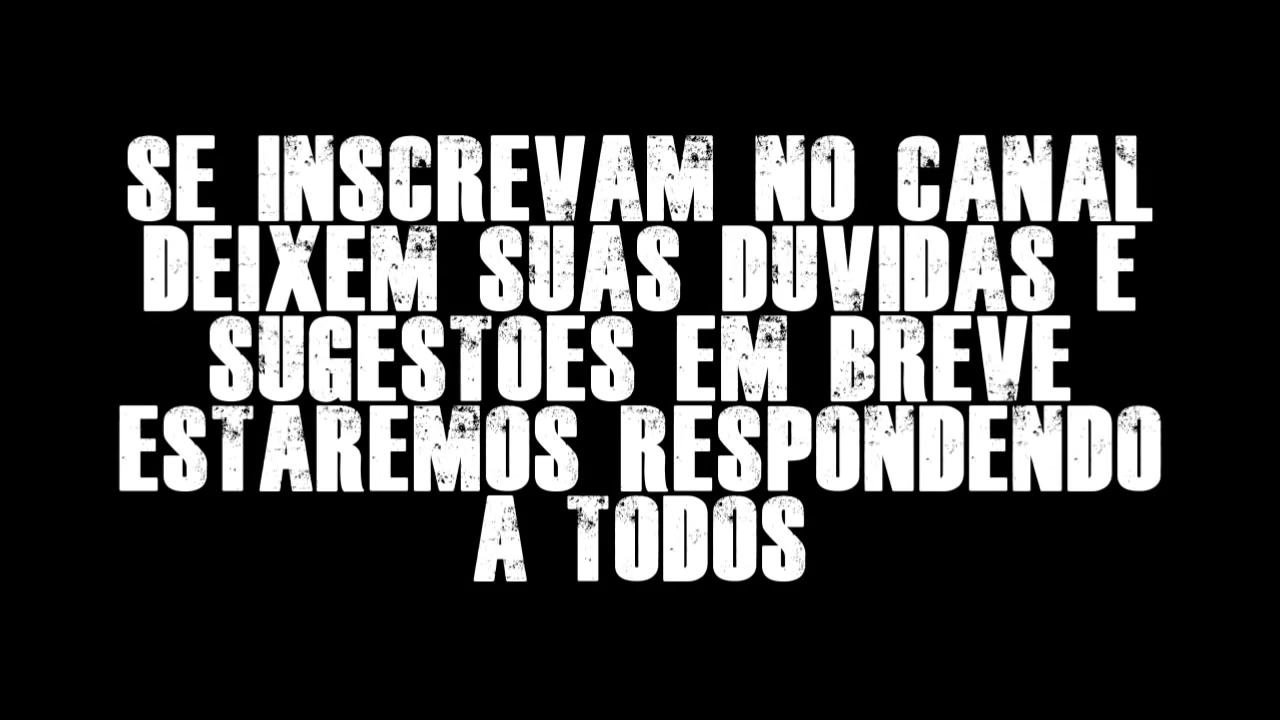 SE INSCREVAM NO CANAL
DEIXEM SUAS DUVIDAS E
SUGESTOES EM BREVE
ESTAREMOS RESPONDENDO
A TODOS